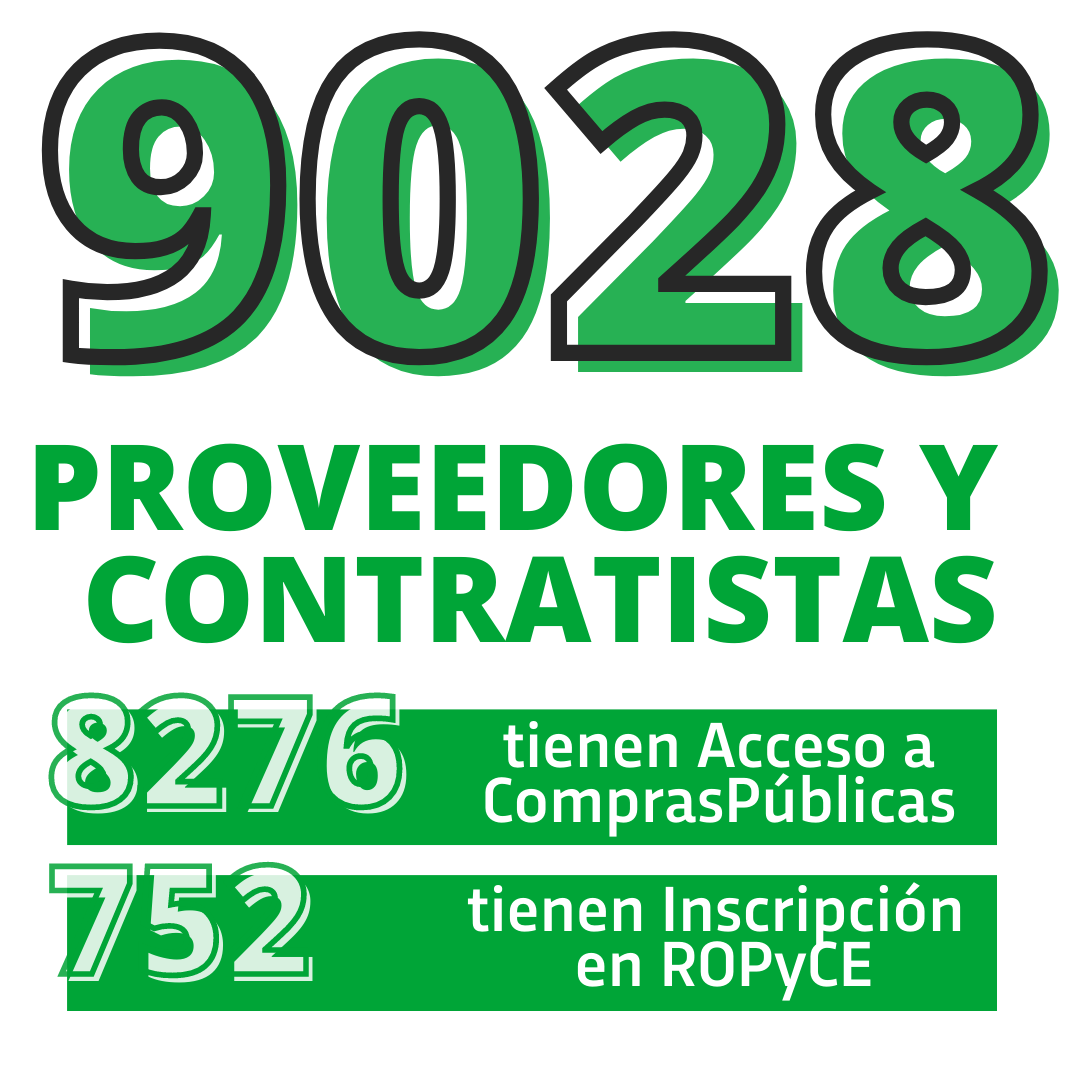 9028
PROVEEDORES Y
CONTRATISTAS
8276
tienen Acceso a
ComprasPúblicas
752
tienen Inscripción
en ROPyCE